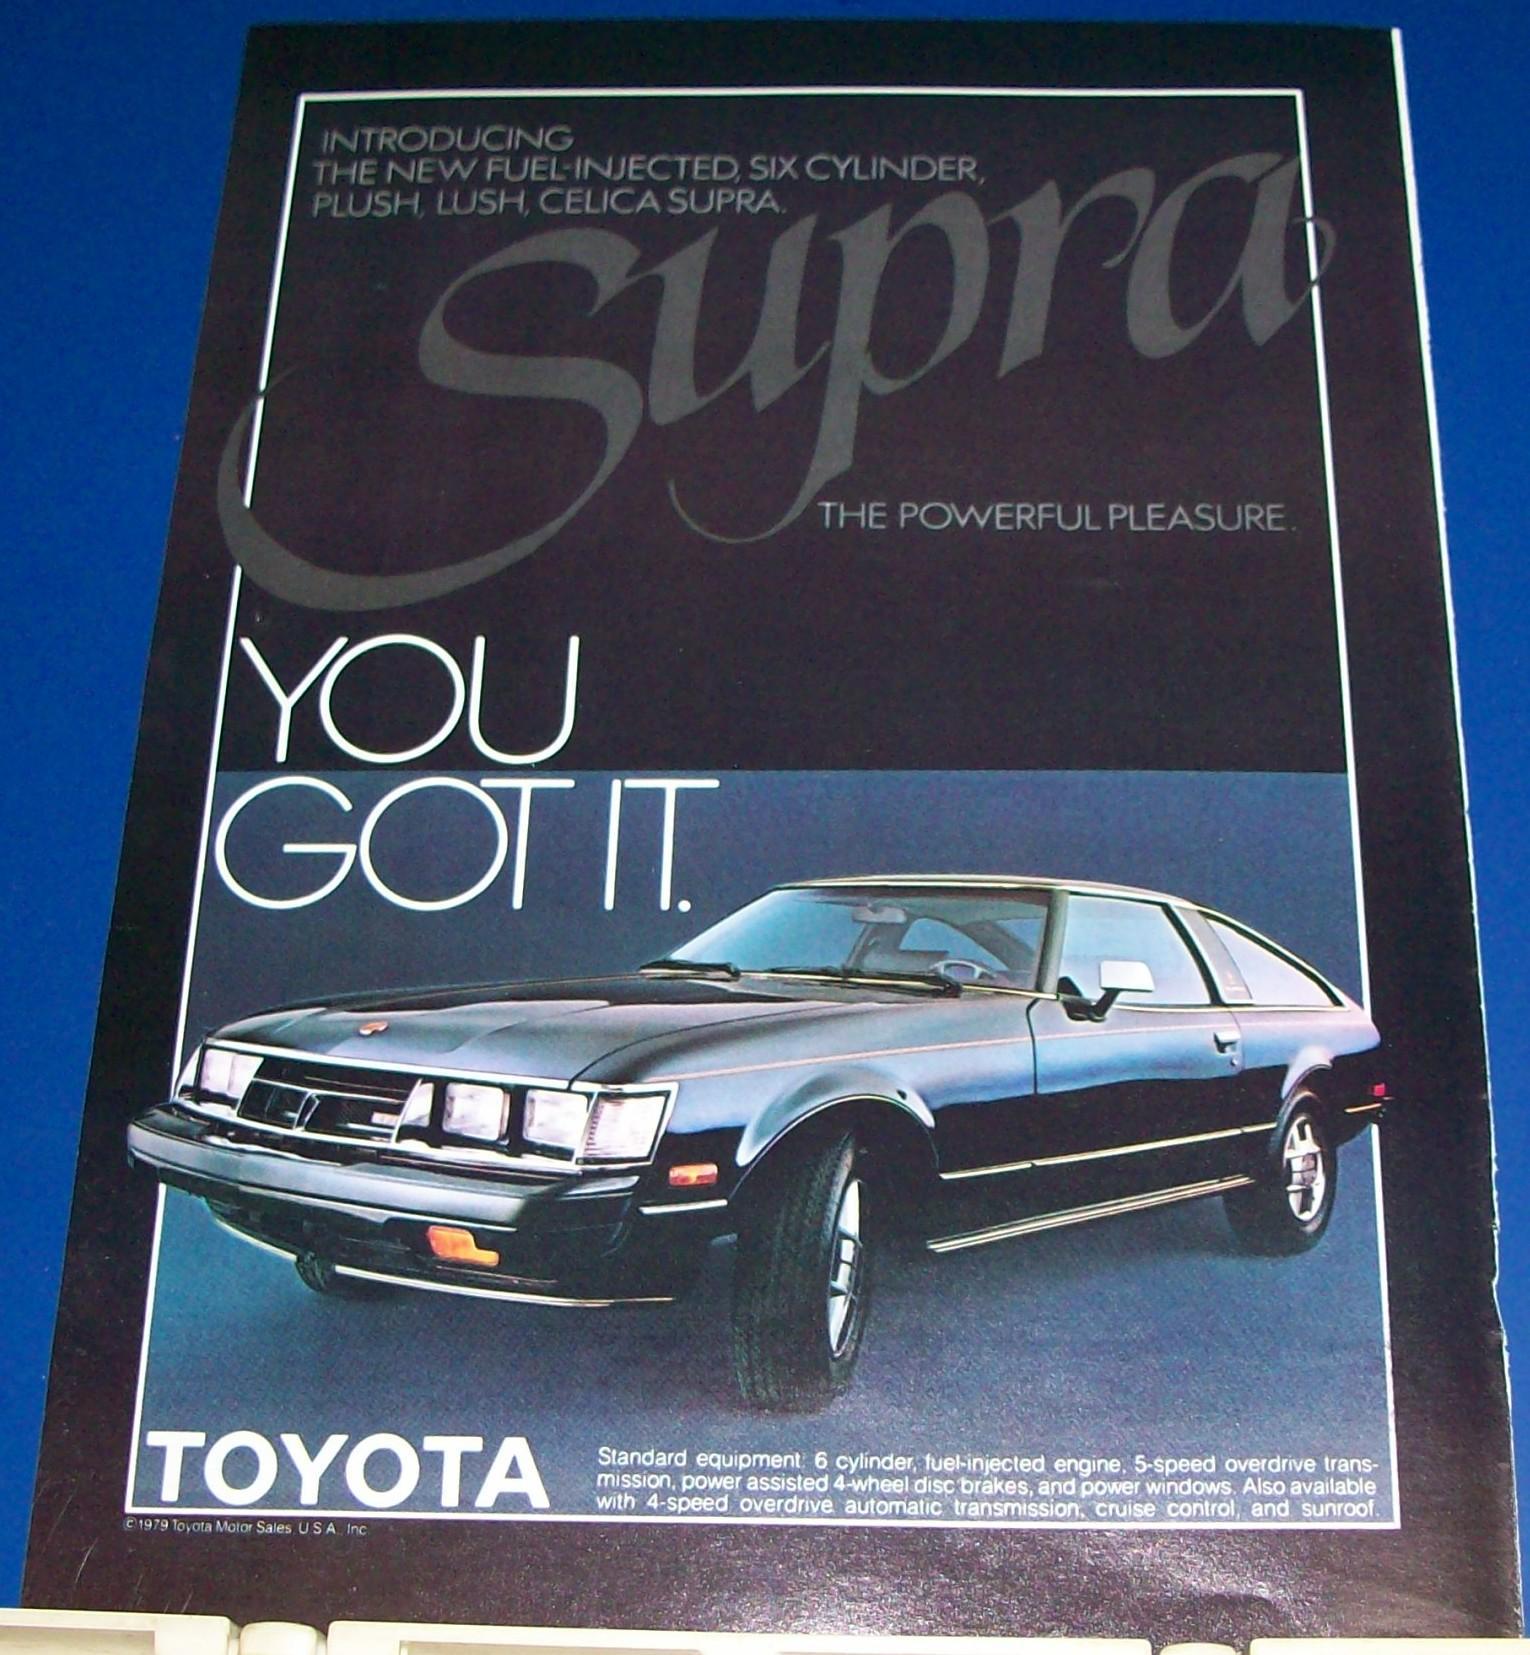 INTRODUCING
THE NEW FUEL-INJECTED, SIX CYLINDER,
PLUSH, LUSH, CELICA SUPRA.
Supra
THE POWERFUL PLEASURE.
YOU
GOT IT.
TOYOTA
Standard equipment: 6 cylinder, fuel-injected engine, 5-speed overdrive trans-
mission, power assisted 4-wheel disc brakes, and power windows. Also available
with 4-speed overdrive automatic transmission, cruise control, and sunroof.
©1979 Toyota Motor Sales, U.S.A., Inc.